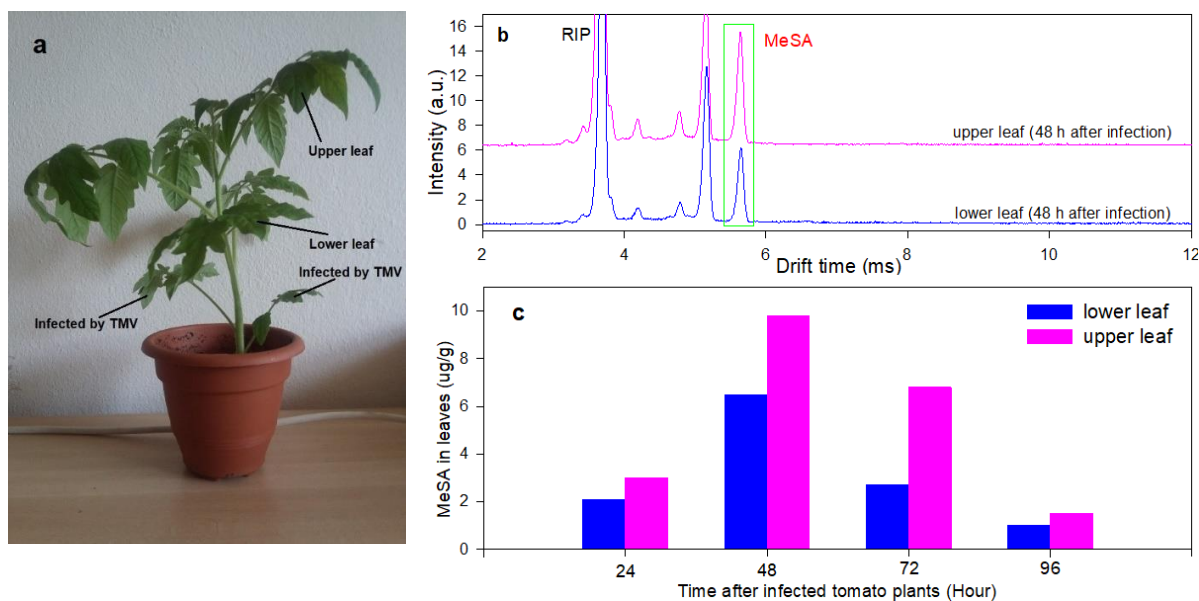 a
Upper leaf
Lower leaf
Infected by TMV
Infected by TMV
b
RIP
MeSA
16
14
12
10
8
6
4
2
0
Intensity (a.u.)
upper leaf (48 h after infection)
lower leaf (48 h after infection)
2 4 6 8 10 12
Drift time (ms)
c
lower leaf
upper leaf
10
8
6
4
2
0
MeSA in leaves (ug/g)
24 48 72 96
Time after infected tomato plants (Hour)